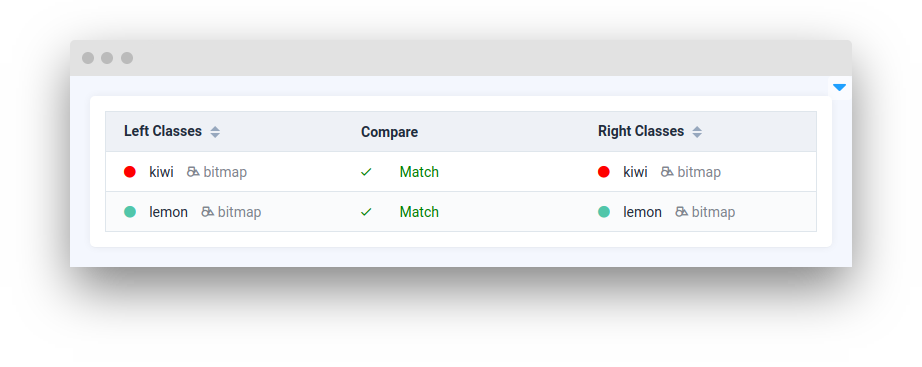 Left Classes Compare Right Classes
kiwi bitmap Match kiwi bitmap
lemon bitmap Match lemon bitmap